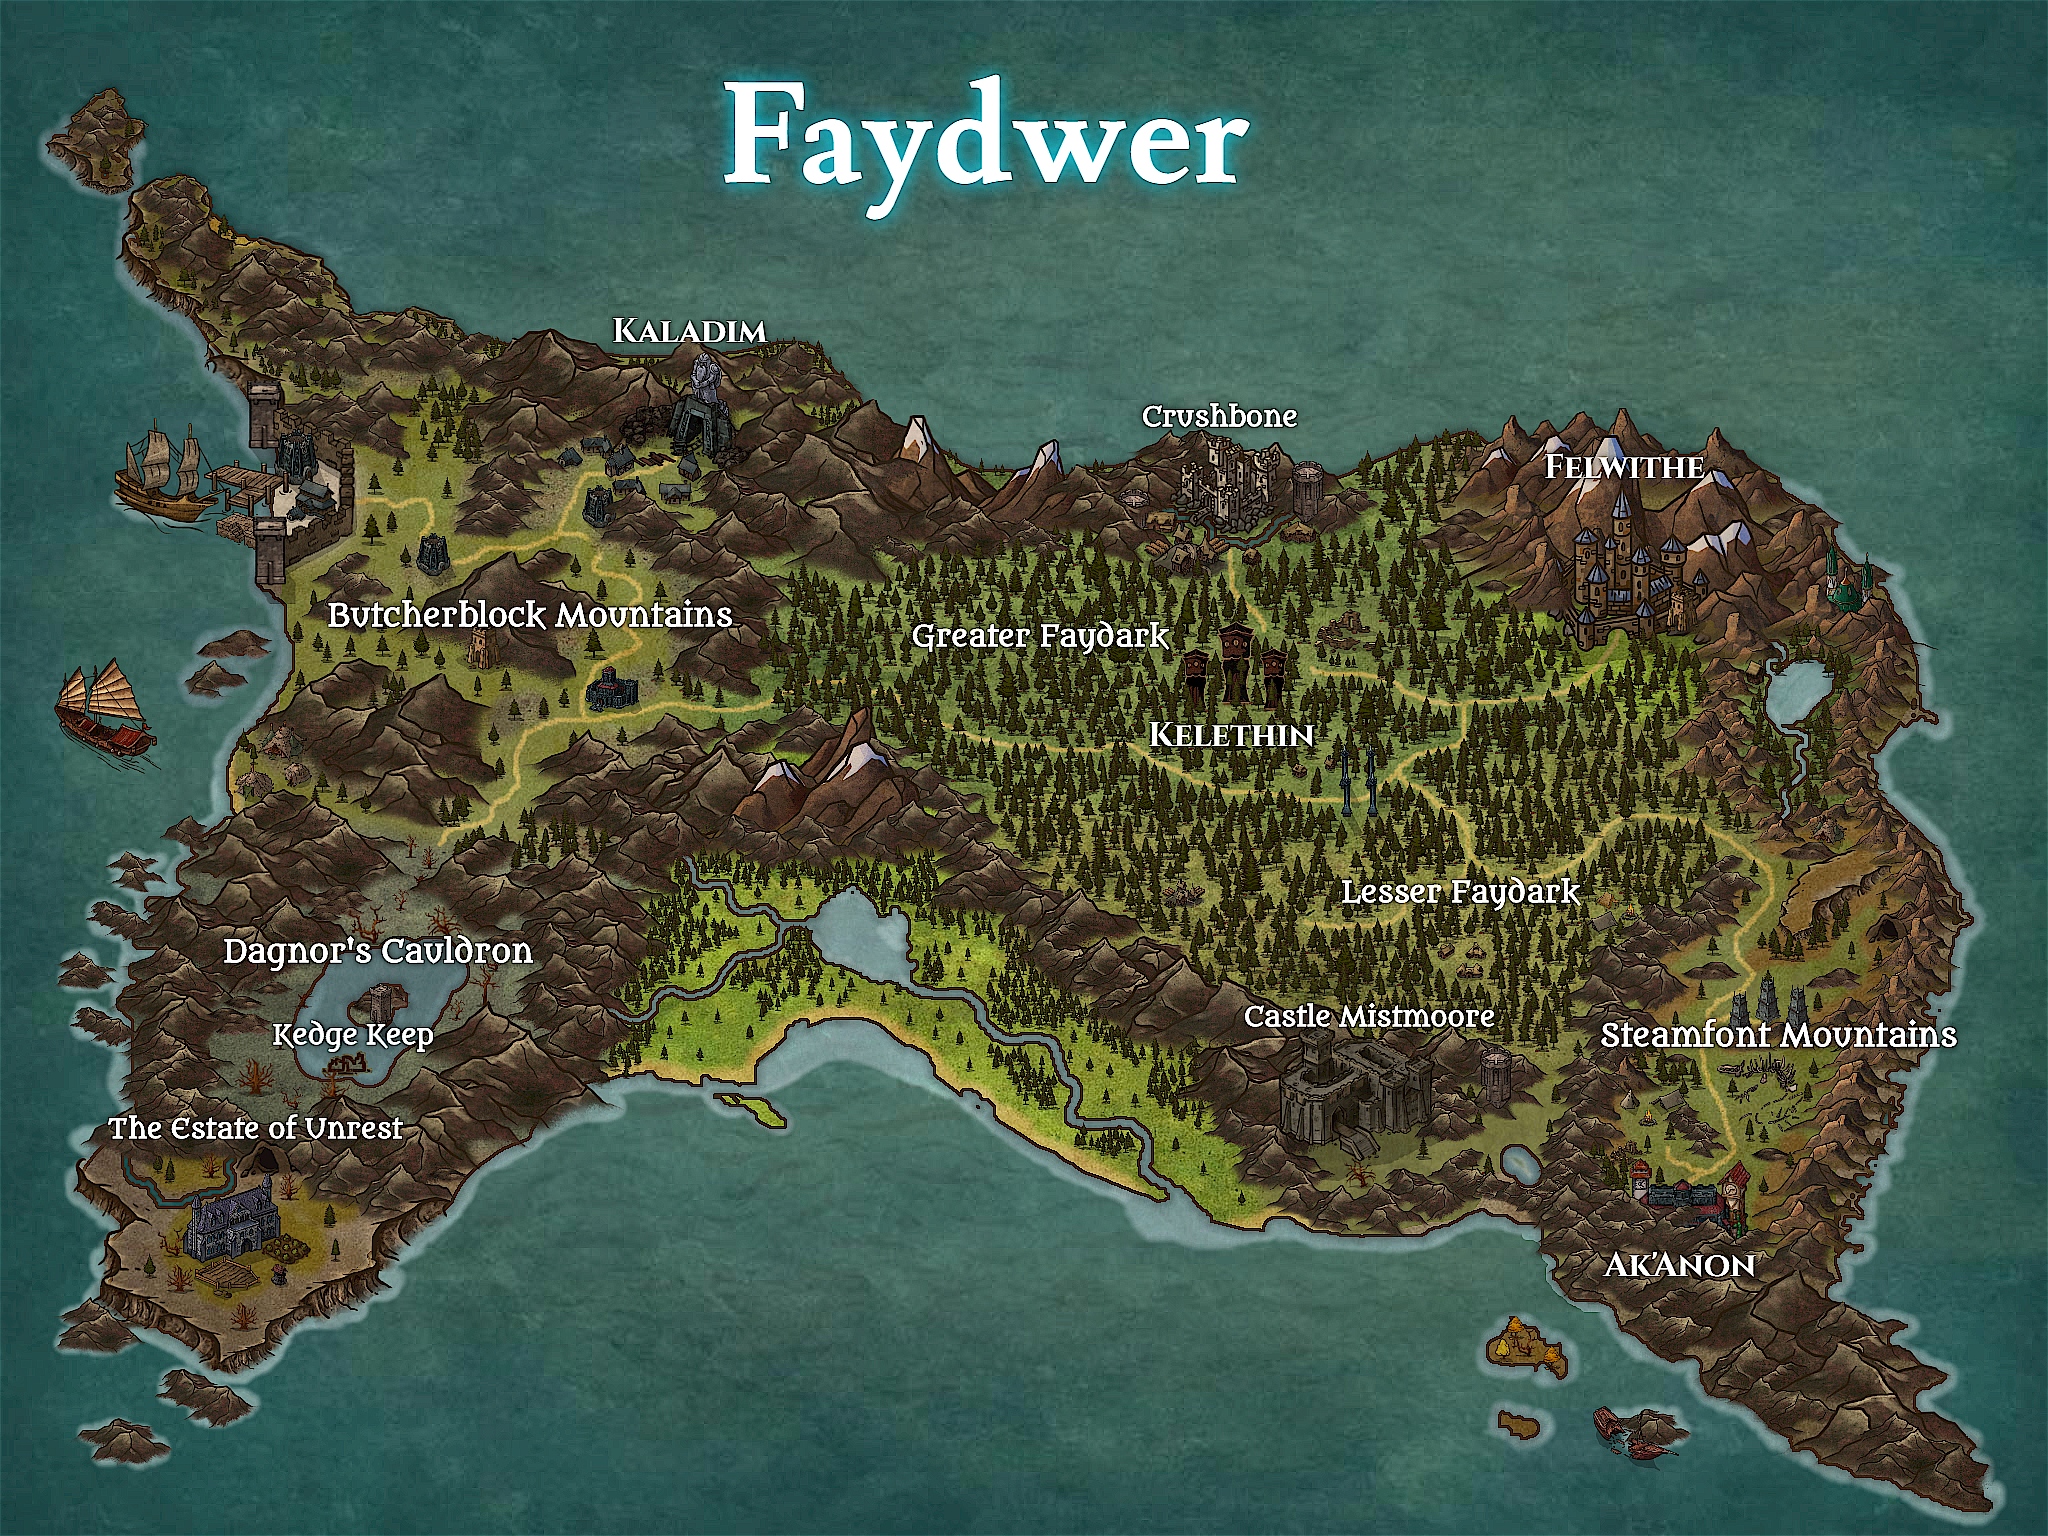 Faydwer
KALADIM
Crushbone
FELWITHE
Butcherblock Mountains
Greater Faydark
KELETHIN
Lesser Faydark
Dagnor's Cauldron
Castle Mistmoore
Kedge Keep
Steamfont Mountains
The Estate of Unrest
AK'ANON